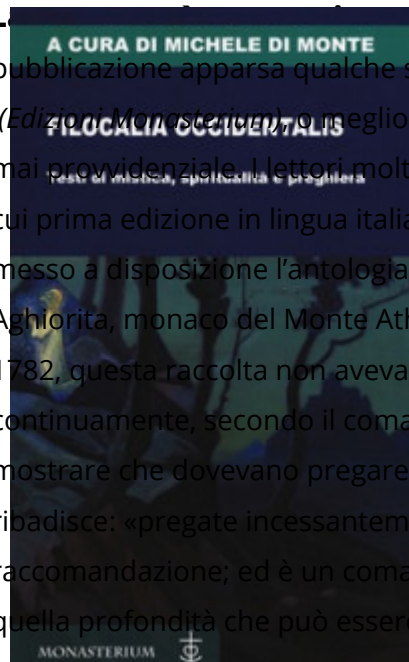 A CURA DI MICHELE DI MONTE
pubblicazione apparsa qualche s
(Edizioni Monasterium), o meglio
FILOCALIA OCCIDENTALIS
mai provvidenziale. I lettori molt
Testi di mistica, spiritualità e preghiera
cui prima edizione in lingua italia
messo a disposizione l’antologia
Aghiorita, monaco del Monte Ath
1782, questa raccolta non aveva
continuamente, secondo il coma
mostrare che dovevano pregare
ribadisce: «pregate incessantem
raccomandazione; ed è un coma
quella profondità che può essere
MONASTERIUM